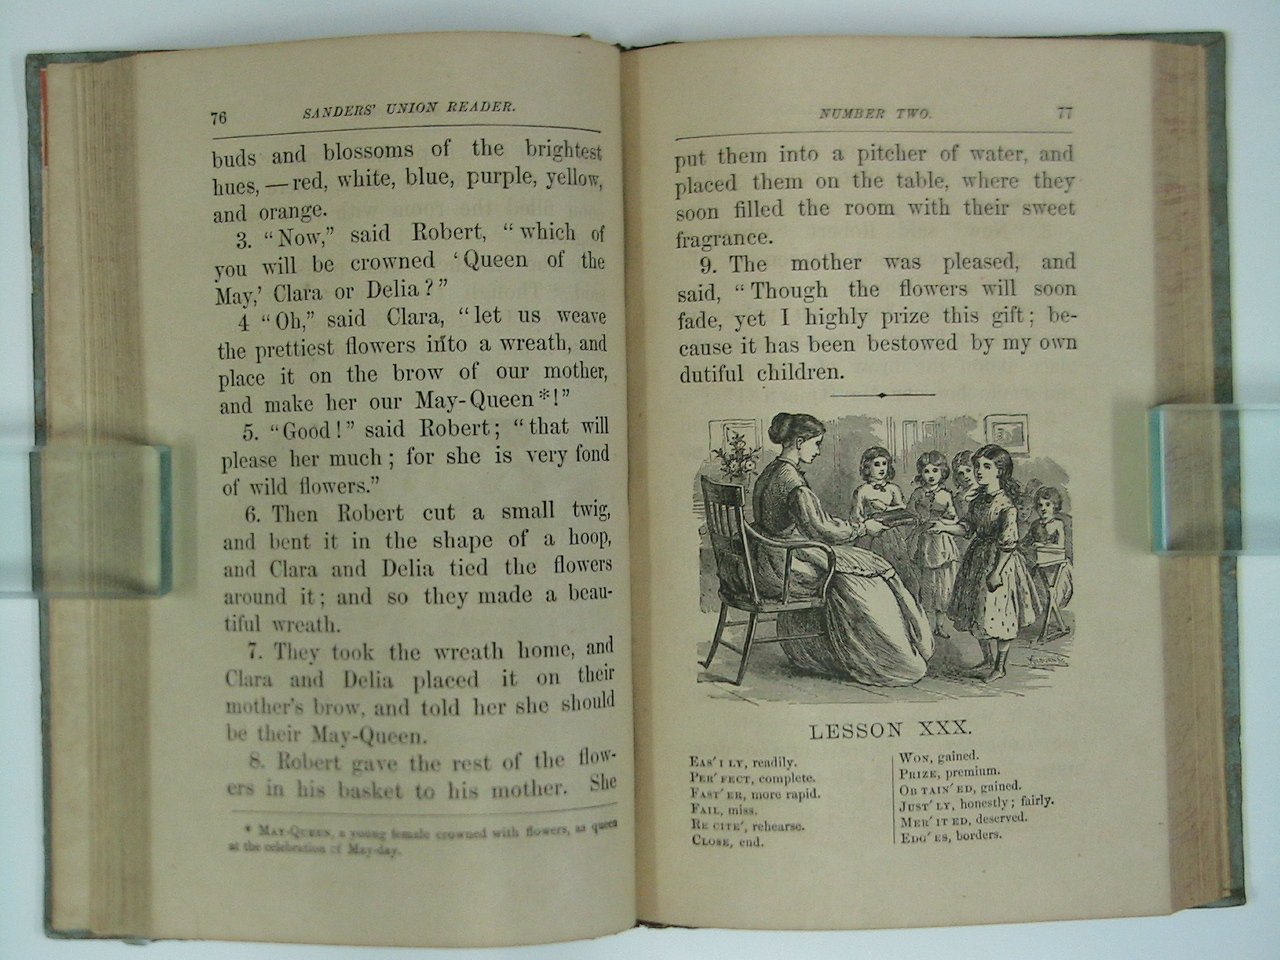 76 SANDERS' UNION READER.
buds and blossoms of the brightest
hues, — red, white, blue, purple, yellow,
and orange.
3. "Now," said Robert, "which of
you will be crowned 'Queen of the
May,' Clara or Delia?"
4 "Oh," said Clara, "let us weave
the prettiest flowers into a wreath, and
place it on the brow of our mother,
and make her our May-Queen*!"
5. "Good!" said Robert; "that will
please her much; for she is very fond
of wild flowers."
6. Then Robert cut a small twig,
and bent it in the shape of a hoop,
and Clara and Delia tied the flowers
around it; and so they made a beau-
tiful wreath.
7. They took the wreath home, and
Clara and Delia placed it on their
mother's brow, and told her she should
be their May-Queen.
8. Robert gave the rest of the flow-
ers in his basket to his mother. She
* MAY-QUEEN, a young female crowned with flowers, as queen
at the celebration of May-day.
NUMBER TWO. 77
put them into a pitcher of water, and
placed them on the table, where they
soon filled the room with their sweet
fragrance.
9. The mother was pleased, and
said, "Though the flowers will soon
fade, yet I highly prize this gift; be-
cause it has been bestowed by my own
dutiful children.
LESSON XXX.
EAS' I LY, readily.
PER' FECT, complete.
FAST' ER, more rapid.
FAIL, miss.
RE CITE', rehearse.
CLOSE, end.
WON, gained.
PRIZE, premium.
OB TAIN' ED, gained.
JUST' LY, honestly; fairly.
MER' IT ED, deserved.
EDG' ES, borders.